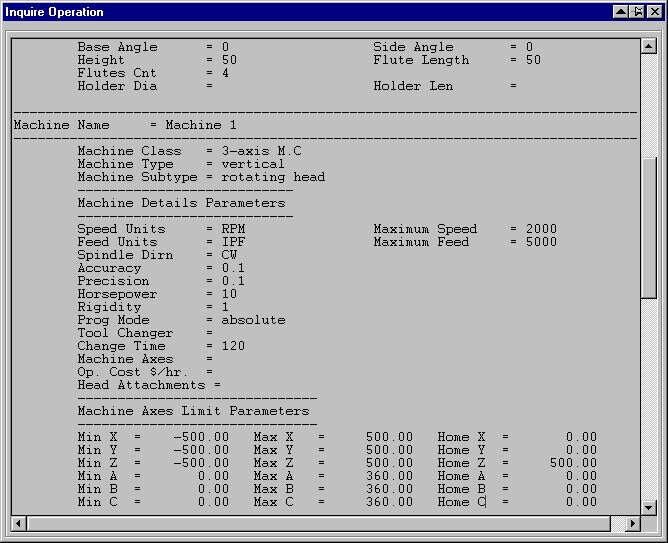 Inquire Operation
Base Angle = 0 Side Angle = 0
Height = 50 Flute Length = 50
Flutes Cnt = 4
Holder Dia = Holder Len =
Machine Name = Machine 1
Machine Class = 3-axis M.C
Machine Type = vertical
Machine Subtype = rotating head
Machine Details Parameters
Speed Units = RPM Maximum Speed = 2000
Feed Units = IPF Maximum Feed = 5000
Spindle Dirn = CW
Accuracy = 0.1
Precision = 0.1
Horsepower = 10
Rigidity = 1
Prog Mode = absolute
Tool Changer =
Change Time = 120
Machine Axes =
Op. Cost $/hr. =
Head Attachments =
Machine Axes Limit Parameters
Min X = -500.00 Max X = 500.00 Home X = 0.00
Min Y = -500.00 Max Y = 500.00 Home Y = 0.00
Min Z = -500.00 Max Z = 500.00 Home Z = 500.00
Min A = 0.00 Max A = 360.00 Home A = 0.00
Min B = 0.00 Max B = 360.00 Home B = 0.00
Min C = 0.00 Max C = 360.00 Home C = 0.00